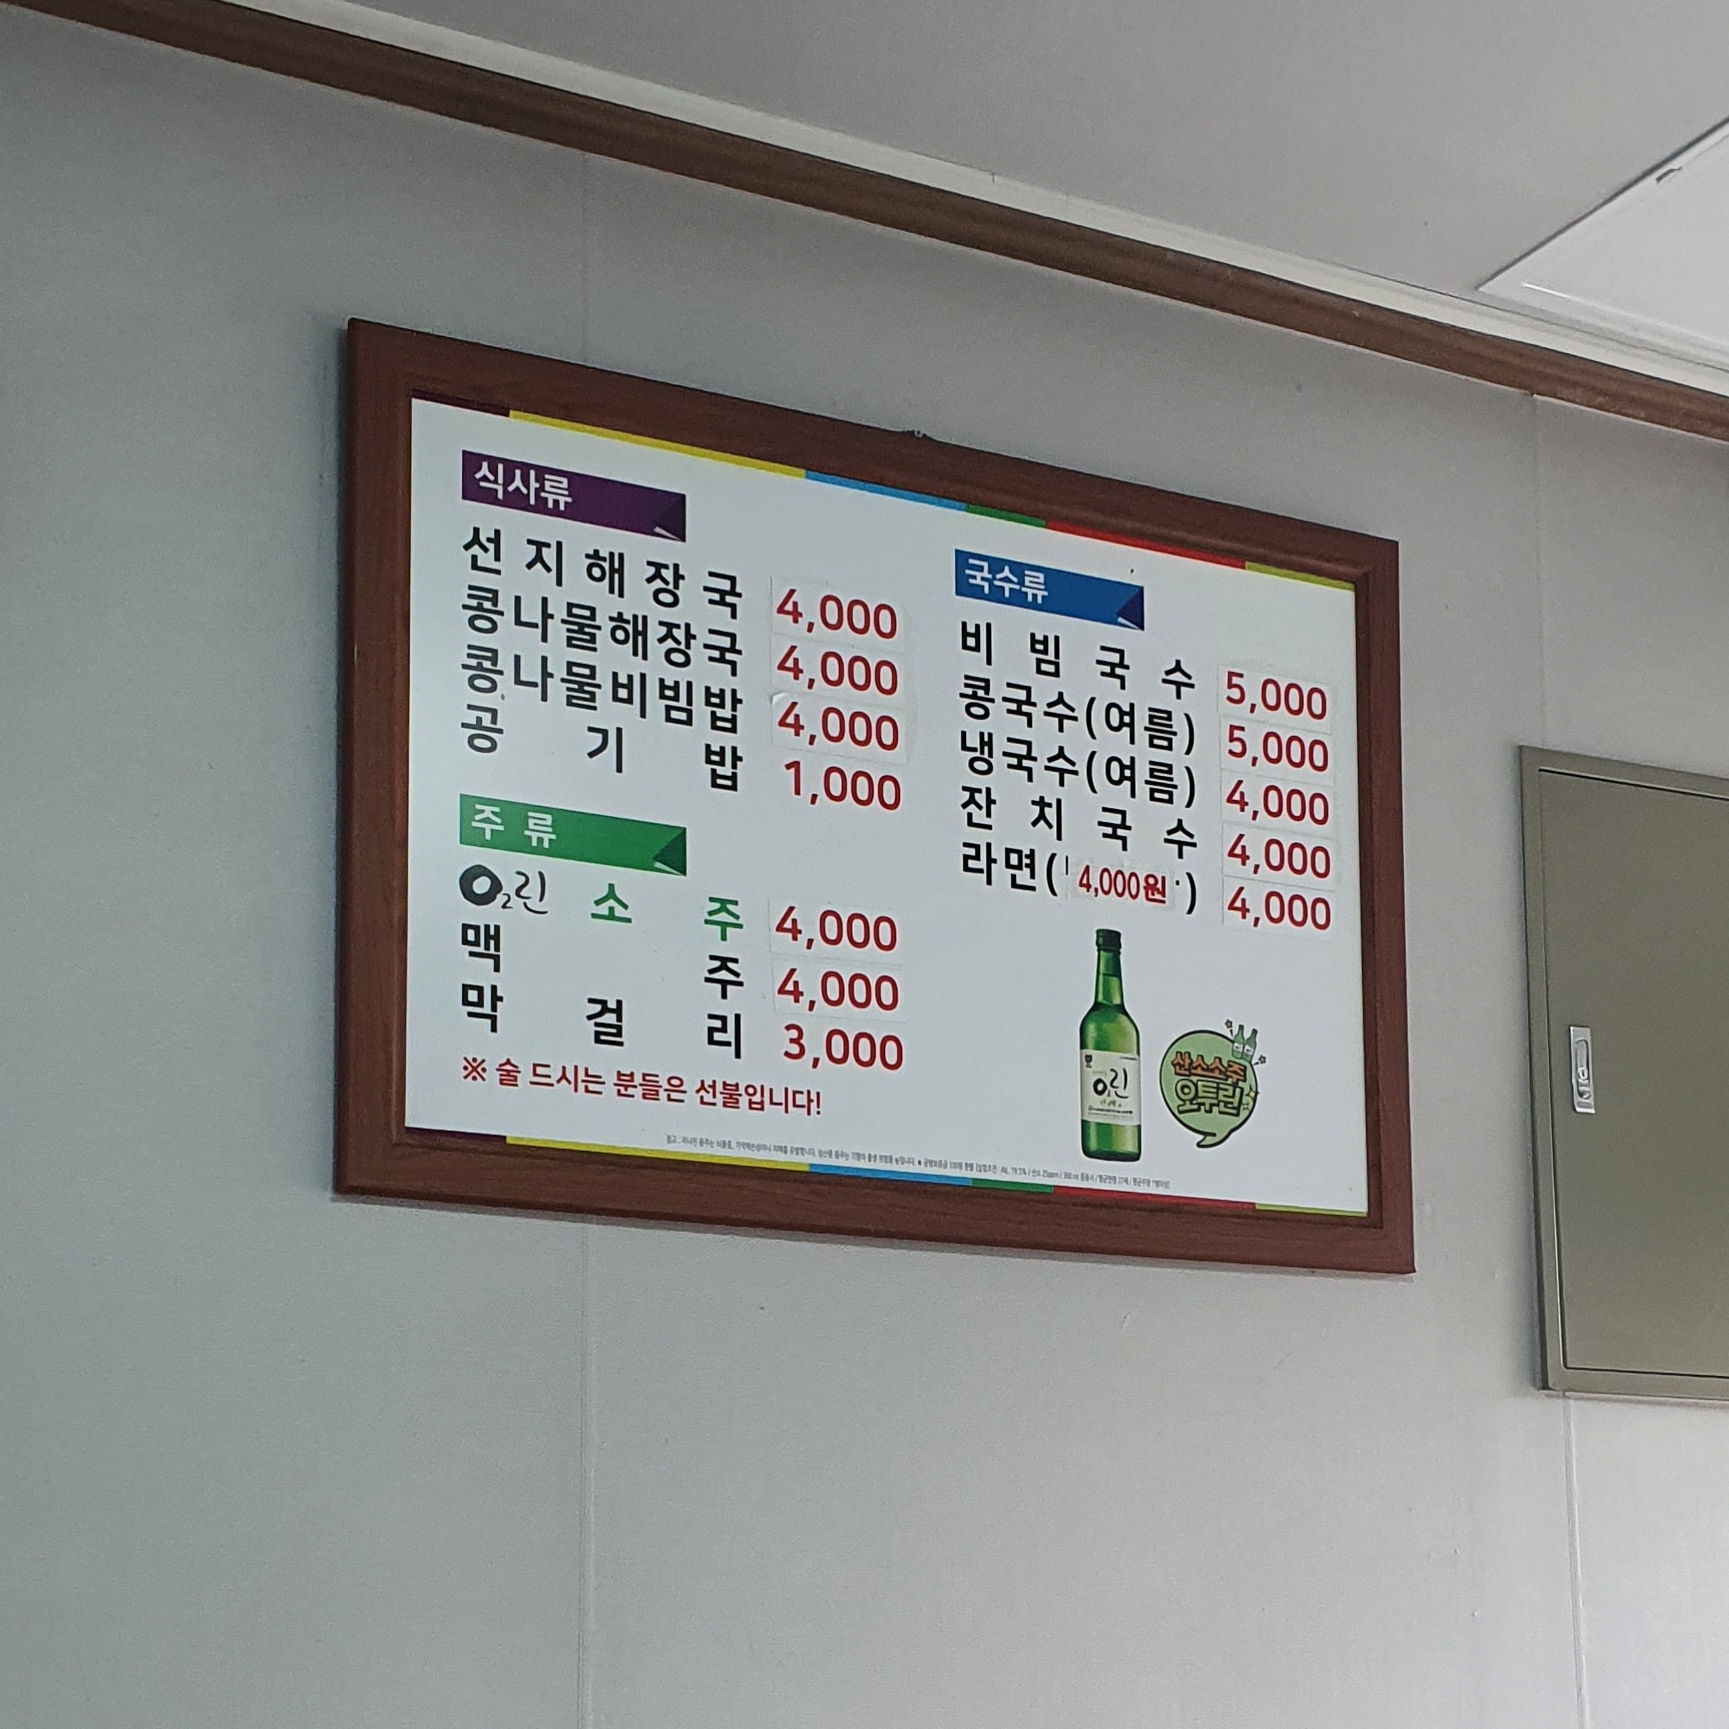 식사류
선지해장국 4,000
콩나물해장국 4,000
콩나물비빔밥 4,000
공기밥 1,000
주류
O2린 소주 4,000
맥주 4,000
막걸리 3,000
※ 술 드시는 분들은 선불입니다!
국수류
비빔국수 5,000
콩국수(여름) 5,000
냉국수(여름) 4,000
잔치국수 4,000
라면( 4,000원 ) 4,000
O2린
산소소주
오투린